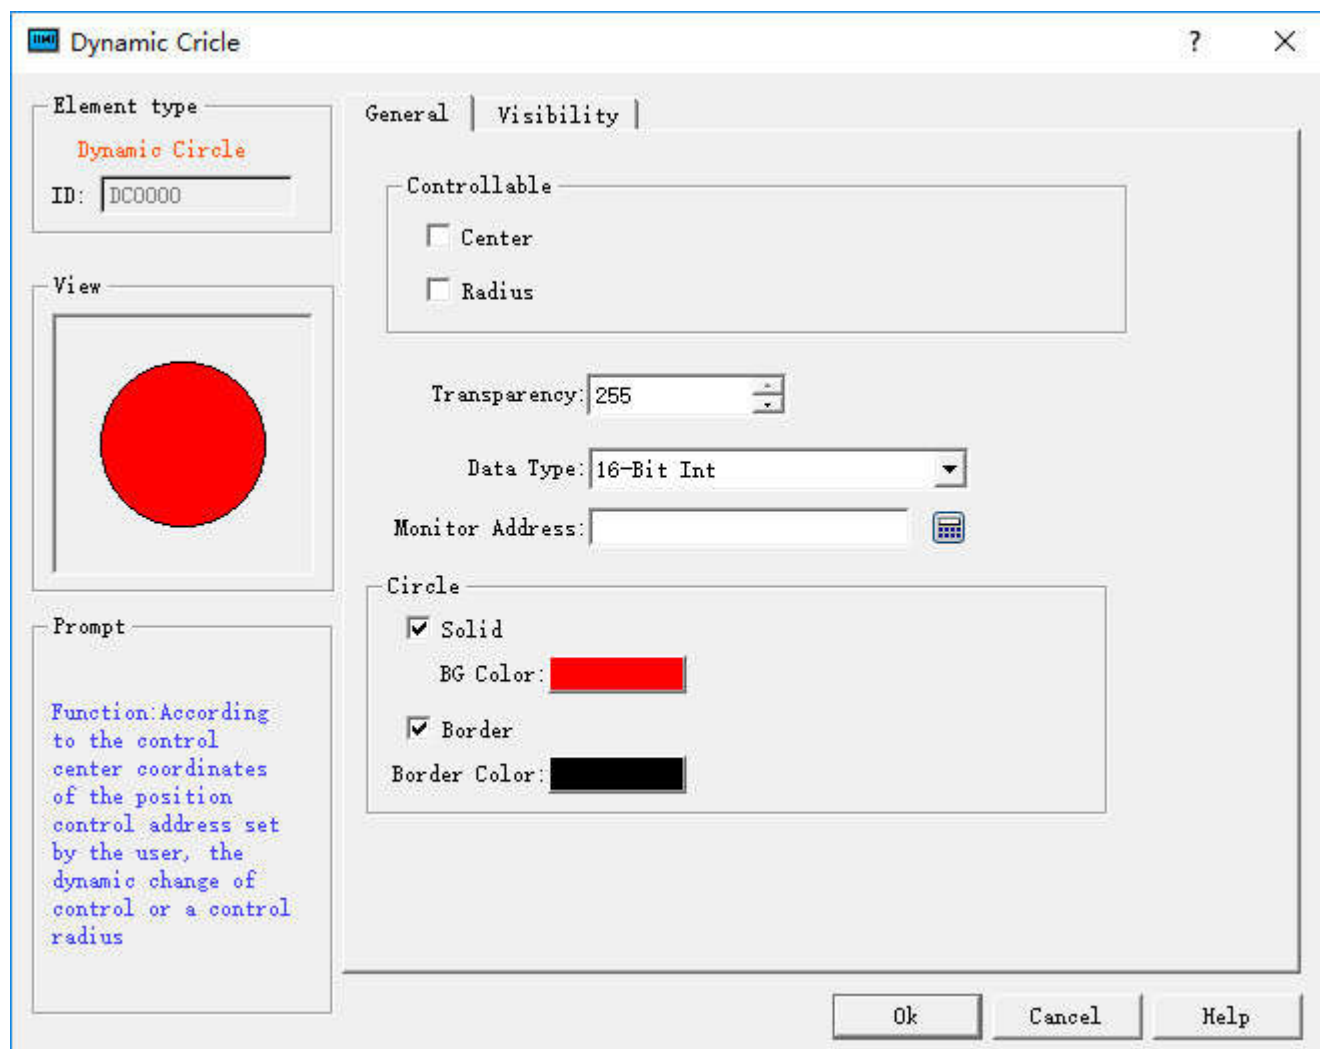 Dynamic Cricle
Element type
Dynamic Circle
ID: DC0000
View
Prompt
Function:According
to the control
center coordinates
of the position
control address set
by the user, the
dynamic change of
control or a control
radius
General
Visibility
Controllable
Center
Radius
Transparency: 255
Data Type: 16-Bit Int
Monitor Address:
Circle
Solid
BG Color:
Border
Border Color:
Ok
Cancel
Help